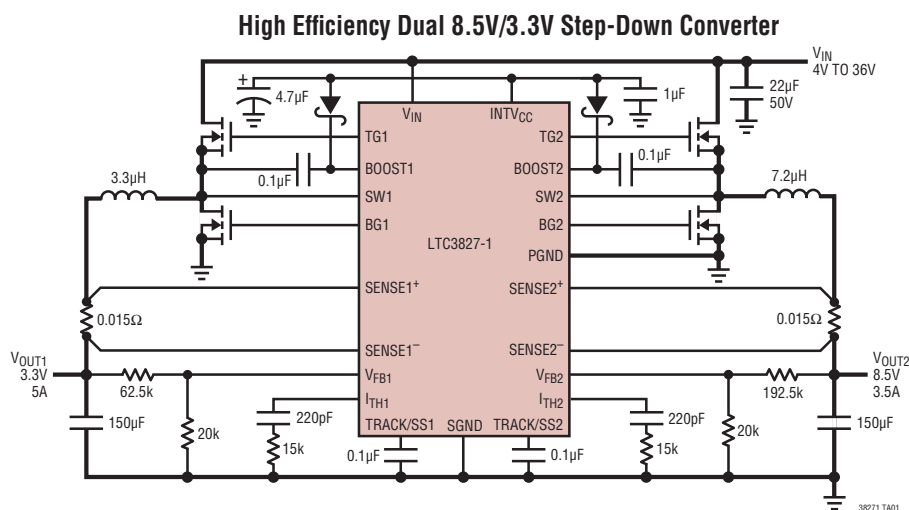 High Efficiency Dual 8.5V/3.3V Step-Down Converter
VIN
4V TO 36V
+
4.7µF
1µF
22µF
50V
VIN
INTVCC
TG1
TG2
0.1µF
0.1µF
BOOST1
BOOST2
3.3µH
7.2µH
SW1
SW2
BG1
BG2
LTC3827-1
PGND
SENSE1+
SENSE2+
0.015Ω
0.015Ω
SENSE1–
SENSE2–
VOUT1
3.3V
5A
VOUT2
8.5V
3.5A
62.5k
VFB1
VFB2
192.5k
ITH1
ITH2
150µF
220pF
220pF
150µF
20k
15k
TRACK/SS1
SGND
TRACK/SS2
15k
20k
0.1µF
0.1µF
38271 TA01